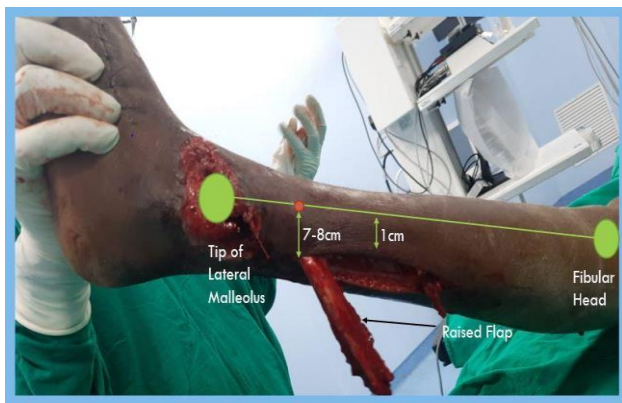 7-8cm
1cm
Tip of
Lateral
Malleolus
Fibular
Head
Raised Flap